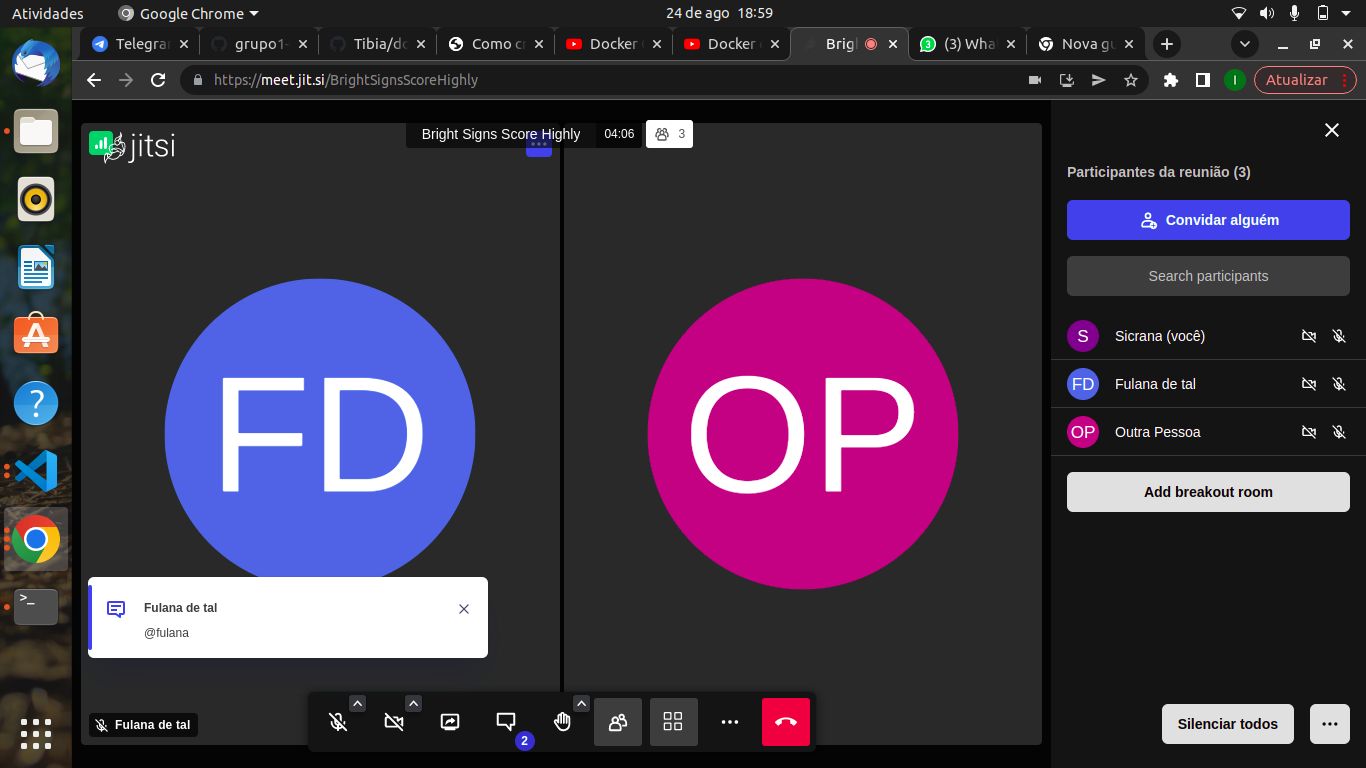 Atividades
Google Chrome
24 de ago 18:59
Telegra
grupo1-
Tibia/do
Como c
Docker
Docker
Brig
(3) Wha
Nova gu
https://meet.jit.si/BrightSignsScoreHighly
I
Atualizar
jitsi
Bright Signs Score Highly
04:06
3
FD
OP
Fulana de tal
@fulana
Fulana de tal
2
Participantes da reunião (3)
Convidar alguém
Search participants
S
Sicrana (você)
FD
Fulana de tal
OP
Outra Pessoa
Add breakout room
Silenciar todos